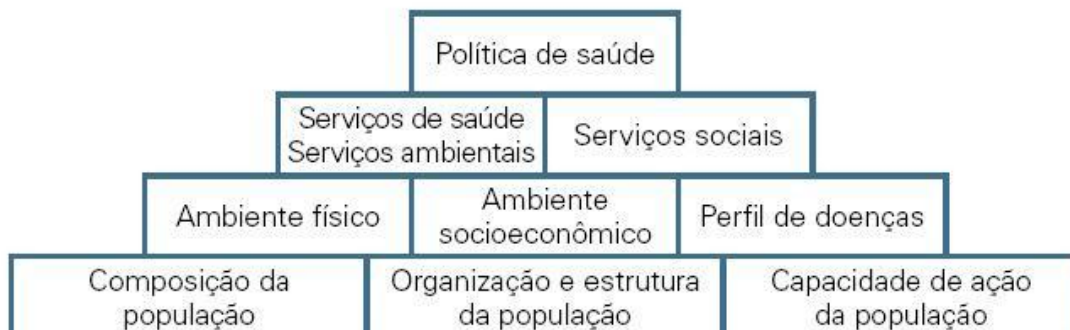 Política de saúde
Serviços de saúde
Serviços ambientais
Serviços sociais
Ambiente físico
Ambiente
socioeconômico
Perfil de doenças
Composição da
população
Organização e estrutura
da população
Capacidade de ação
da população